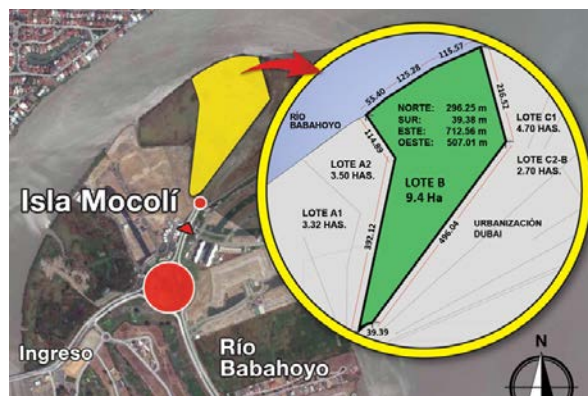 Isla Mocolí
Ingreso
Río
Babahoyo
RÍO
BABAHOYO
55.40
125.28
115.57
216.52
114.89
NORTE: 296.25 m
SUR: 39.38 m
ESTE: 712.56 m
OESTE: 507.01 m
LOTE C1
4.70 HAS.
LOTE C2-B
2.70 HAS.
LOTE A2
3.50 HAS.
LOTE B
9.4 Ha
LOTE A1
3.32 HAS.
392.12
496.04
URBANIZACIÓN
DUBAI
39.39
N